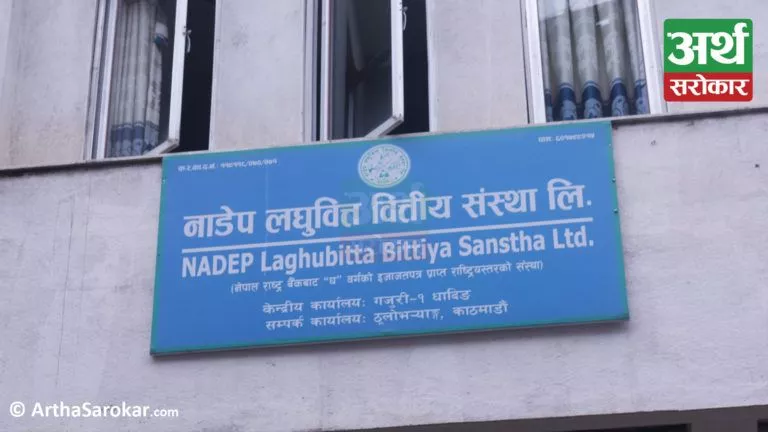 अर्थ
सरोकार
नाडेप लघुवित्त वित्तीय संस्था लि.
NADEP Laghubitta Bittiya Sanstha Ltd.
(नेपाल राष्ट्र बैंकबाट "घ" वर्गको इजाजतपत्र प्राप्त राष्ट्रियस्तरको संस्था)
केन्द्रीय कार्यालय: गजुरी-१ धादिङ
सम्पर्क कार्यालय: ठूलोभर्‍याङ्ग, काठमाडौं
© ArthaSarokar.com